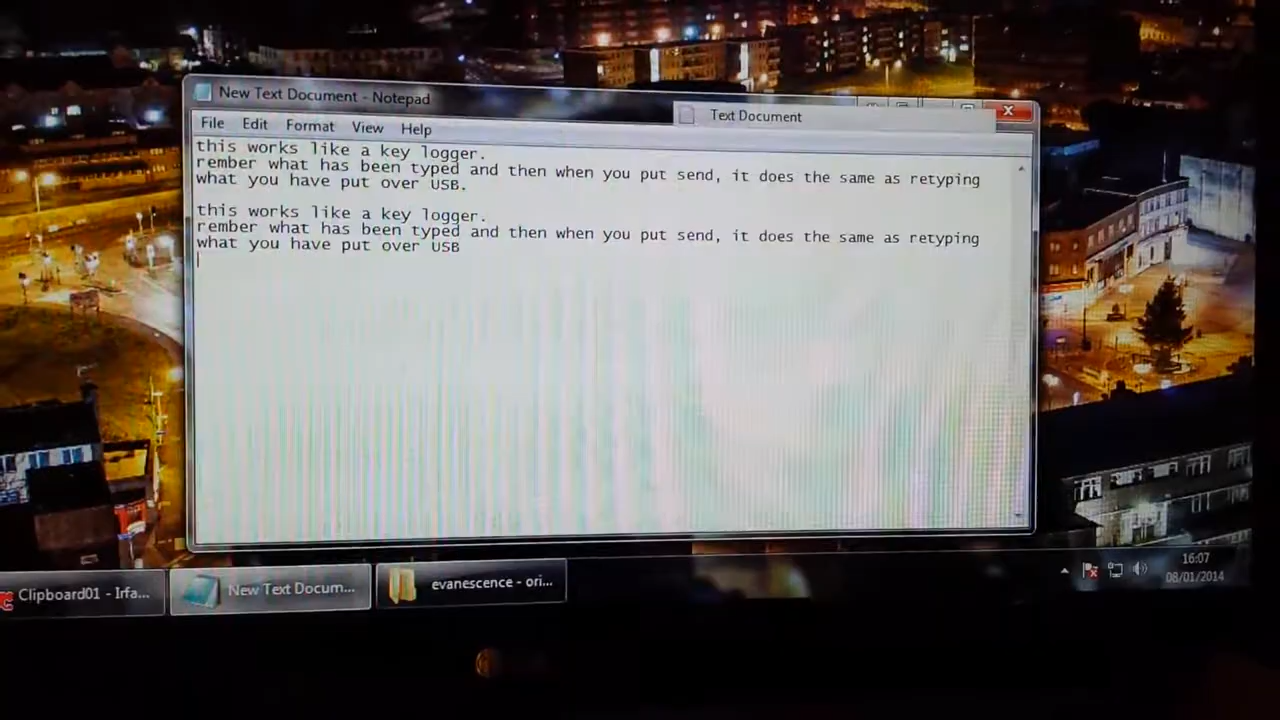 New Text Document - Notepad
Text Document
File Edit Format View Help
this works like a key logger.
rember what has been typed and then when you put send, it does the same as retyping
what you have put over USB.
this works like a key logger.
rember what has been typed and then when you put send, it does the same as retyping
what you have put over USB
Clipboard01 - Irfa...
New Text Docum...
evanescence - ori...
16:07
08/01/2014